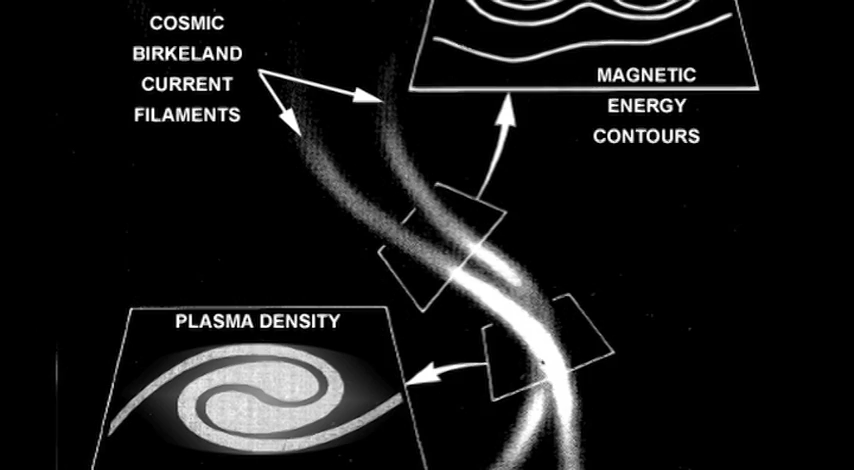 COSMIC
BIRKELAND
CURRENT
FILAMENTS
MAGNETIC
ENERGY
CONTOURS
PLASMA DENSITY